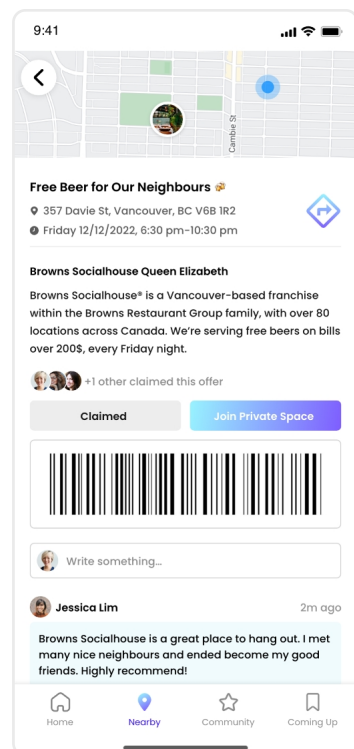 9:41
Cambie St
Free Beer for Our Neighbours 🍻
357 Davie St, Vancouver, BC V6B 1R2
Friday 12/12/2022, 6:30 pm-10:30 pm
Browns Socialhouse Queen Elizabeth
Browns Socialhouse® is a Vancouver-based franchise
within the Browns Restaurant Group family, with over 80
locations across Canada. We’re serving free beers on bills
over 200$, every Friday night.
+1 other claimed this offer
Claimed
Join Private Space
Write something...
Jessica Lim
2m ago
Browns Socialhouse is a great place to hang out. I met
many nice neighbours and ended become my good
friends. Highly recommend!
Home
Nearby
Community
Coming Up